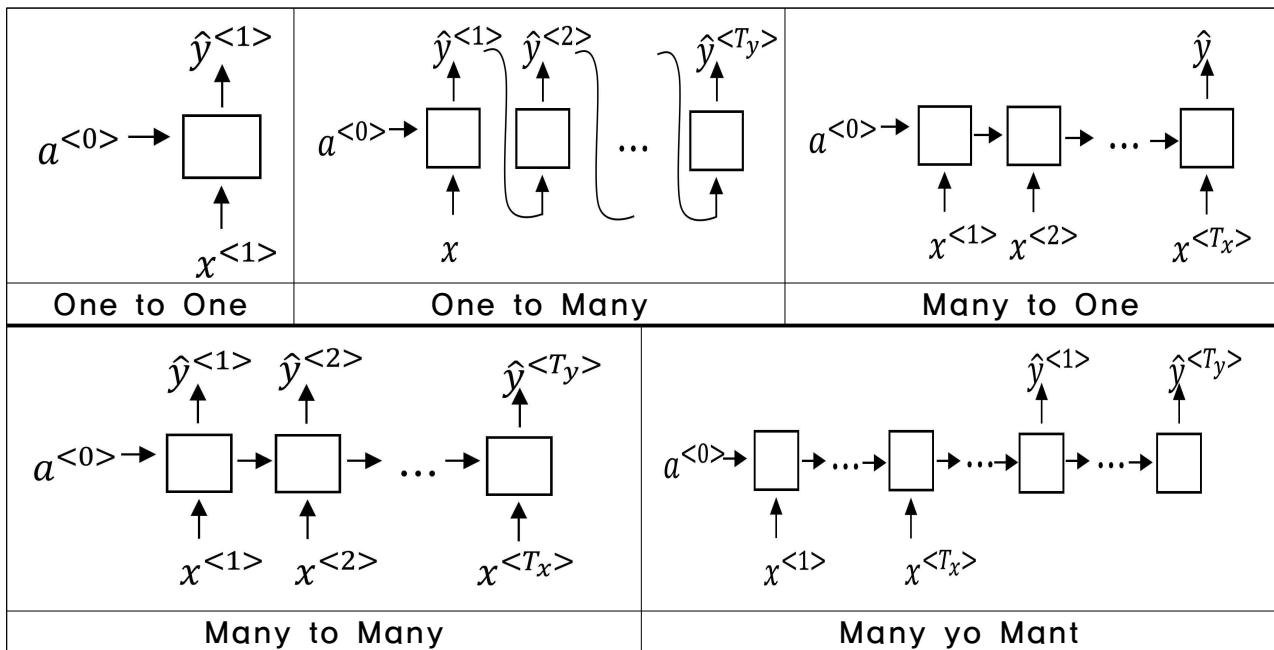 ŷ<1>
a<0>
x<1>
One to One
ŷ<1> ŷ<2> ŷ<Ty>
a<0> ...
x
One to Many
ŷ
a<0> ...
x<1> x<2> x<Tx>
Many to One
ŷ<1> ŷ<2> ŷ<Ty>
a<0> ...
x<1> x<2> x<Tx>
Many to Many
ŷ<1> ŷ<Ty>
a<0> ... ... ...
x<1> x<Tx>
Many yo Mant